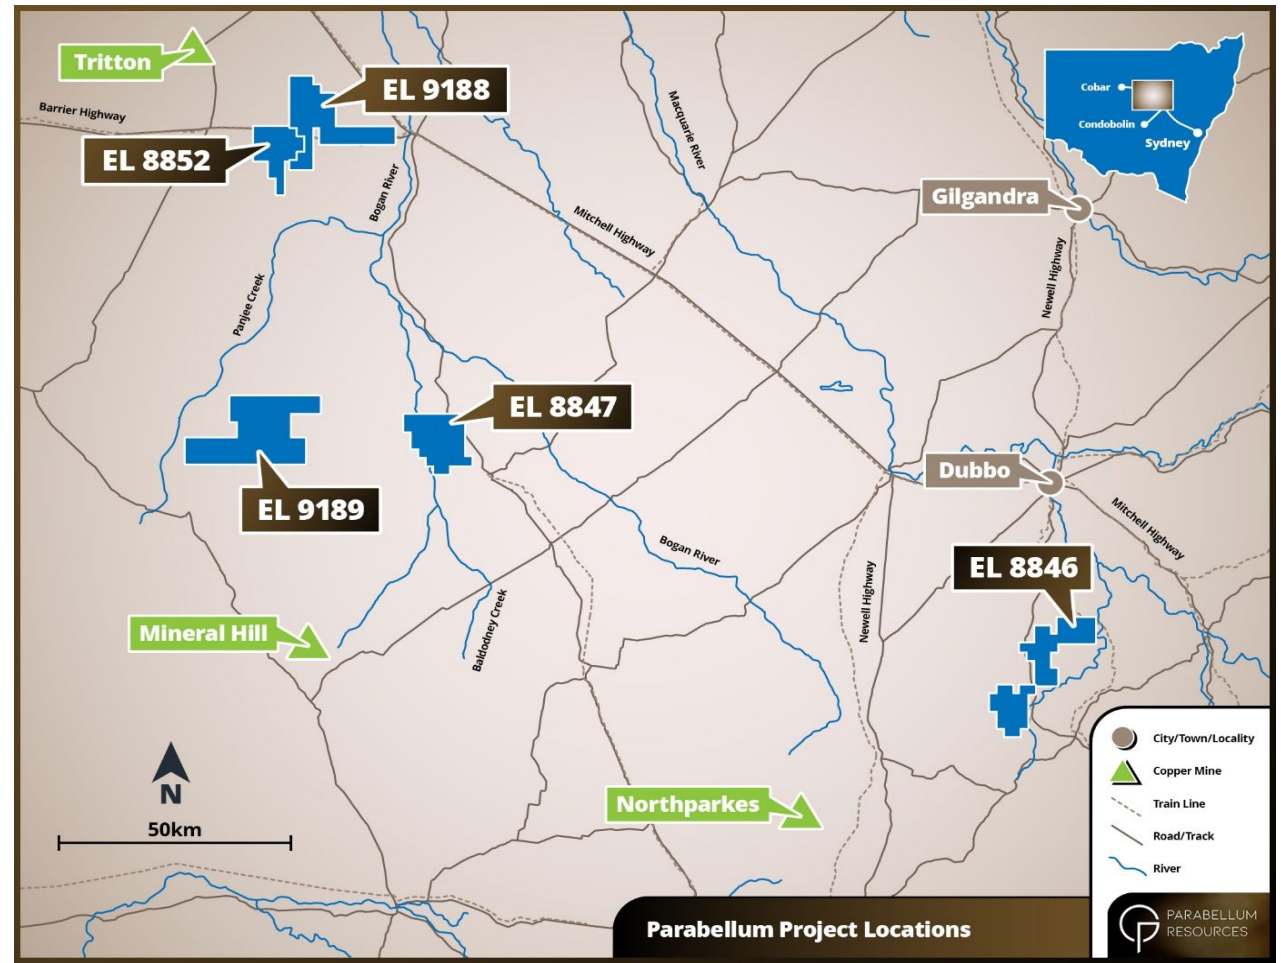 Tritton
EL 9188
Barrier Highway
EL 8852
Bogan River
Macquarie River
Mitchell Highway
Cobar
Condobolin
Sydney
Gilgandra
Newell Highway
Panjee Creek
EL 8847
EL 9189
Dubbo
Mitchell Highway
Bogan River
EL 8846
Newell Highway
Mineral Hill
Baldodney Creek
Northparkes
N
50km
City/Town/Locality
Copper Mine
Train Line
Road/Track
River
Parabellum Project Locations
PARABELLUM
RESOURCES